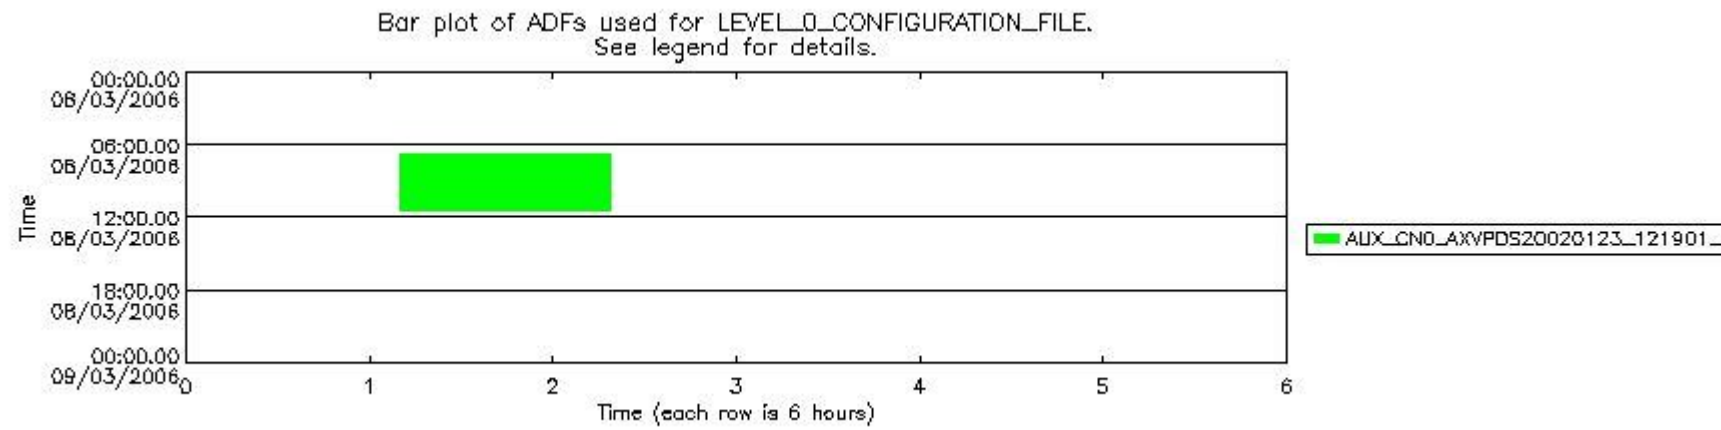 Bar plot of ADFs used for LEVEL_0_CONFIGURATION_FILE.
See legend for details.
00:00.00
08/03/2006
06:00.00
08/03/2006
12:00.00
08/03/2006
18:00.00
08/03/2006
00:00.00
09/03/2006
Time
0 1 2 3 4 5 6
Time (each row is 6 hours)
AUX_CN0_AXVPDS20020123_121901_